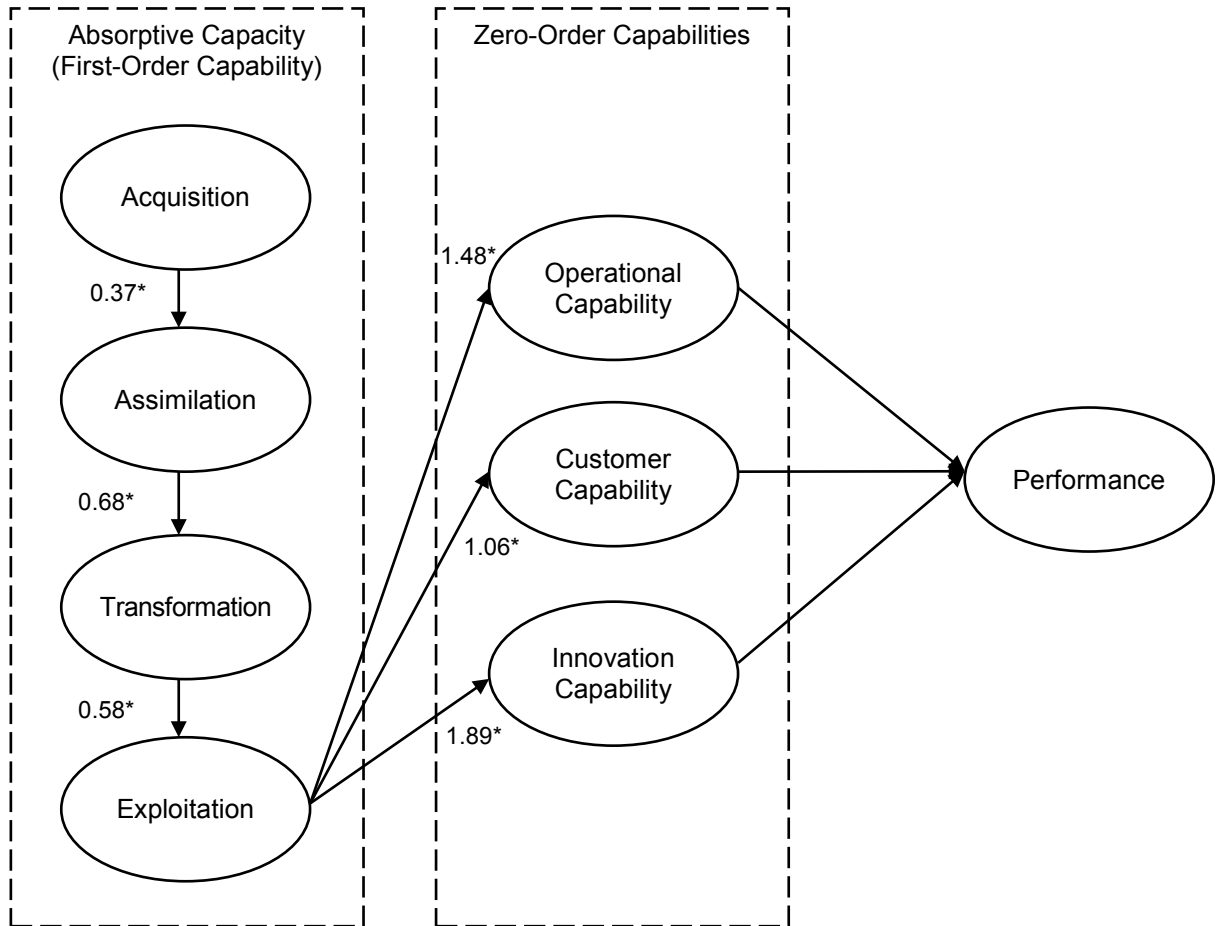 Absorptive Capacity
(First-Order Capability)
Acquisition
0.37*
Assimilation
0.68*
Transformation
0.58*
Exploitation
Zero-Order Capabilities
1.48*
Operational
Capability
Customer
Capability
1.06*
Innovation
Capability
1.89*
Performance